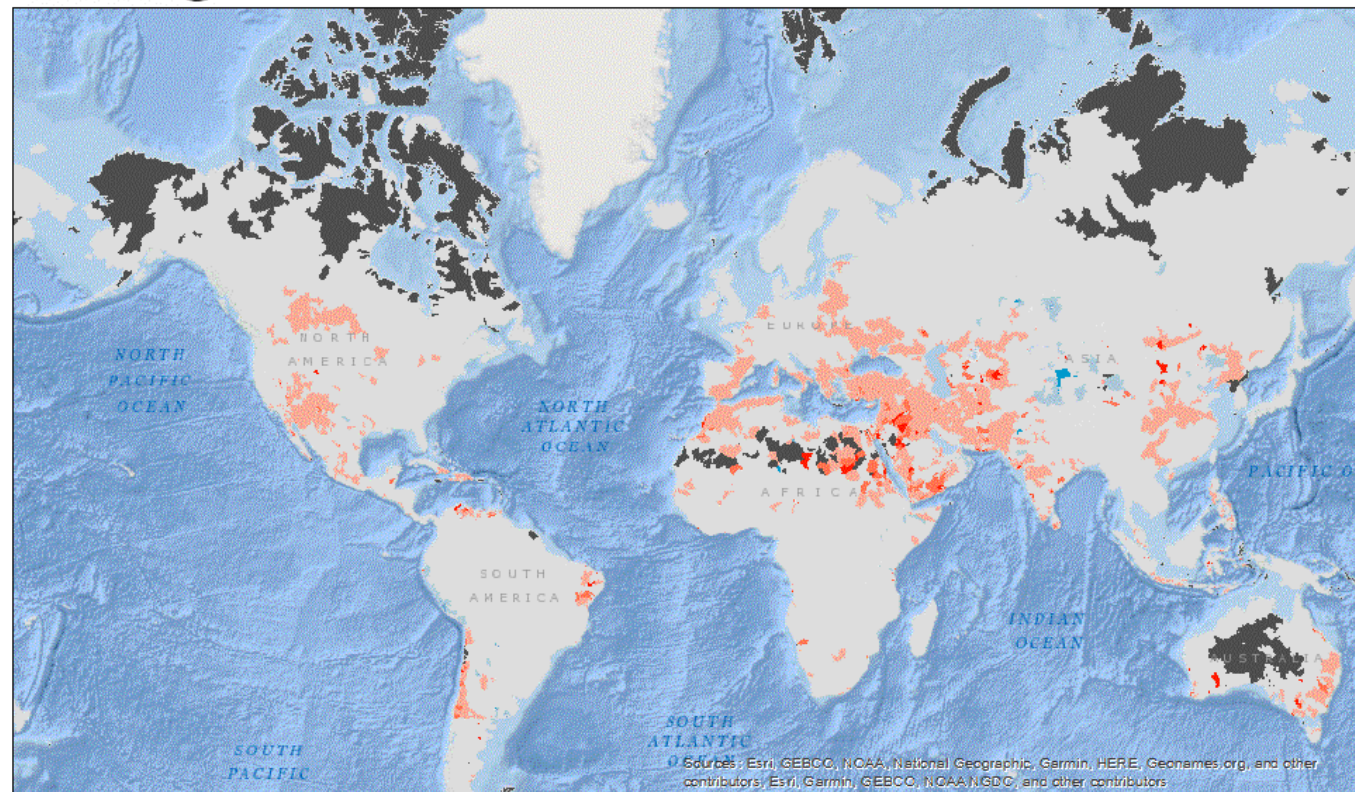 NORTH
AMERICA
NORTH
PACIFIC
OCEAN
EUROPE
ASIA
NORTH
ATLANTIC
OCEAN
PACIFIC O
AFRICA
SOUTH
AMERICA
INDIAN
OCEAN
AUSTRALIA
SOUTH
ATLANTIC
OCEAN
SOUTH
PACIFIC
Sources: Esri, GEBCO, NOAA, National Geographic, Garmin, HERE, Geonames.org, and other
contributors, Esri, Garmin, GEBCO, NOAA NGDC, and other contributors